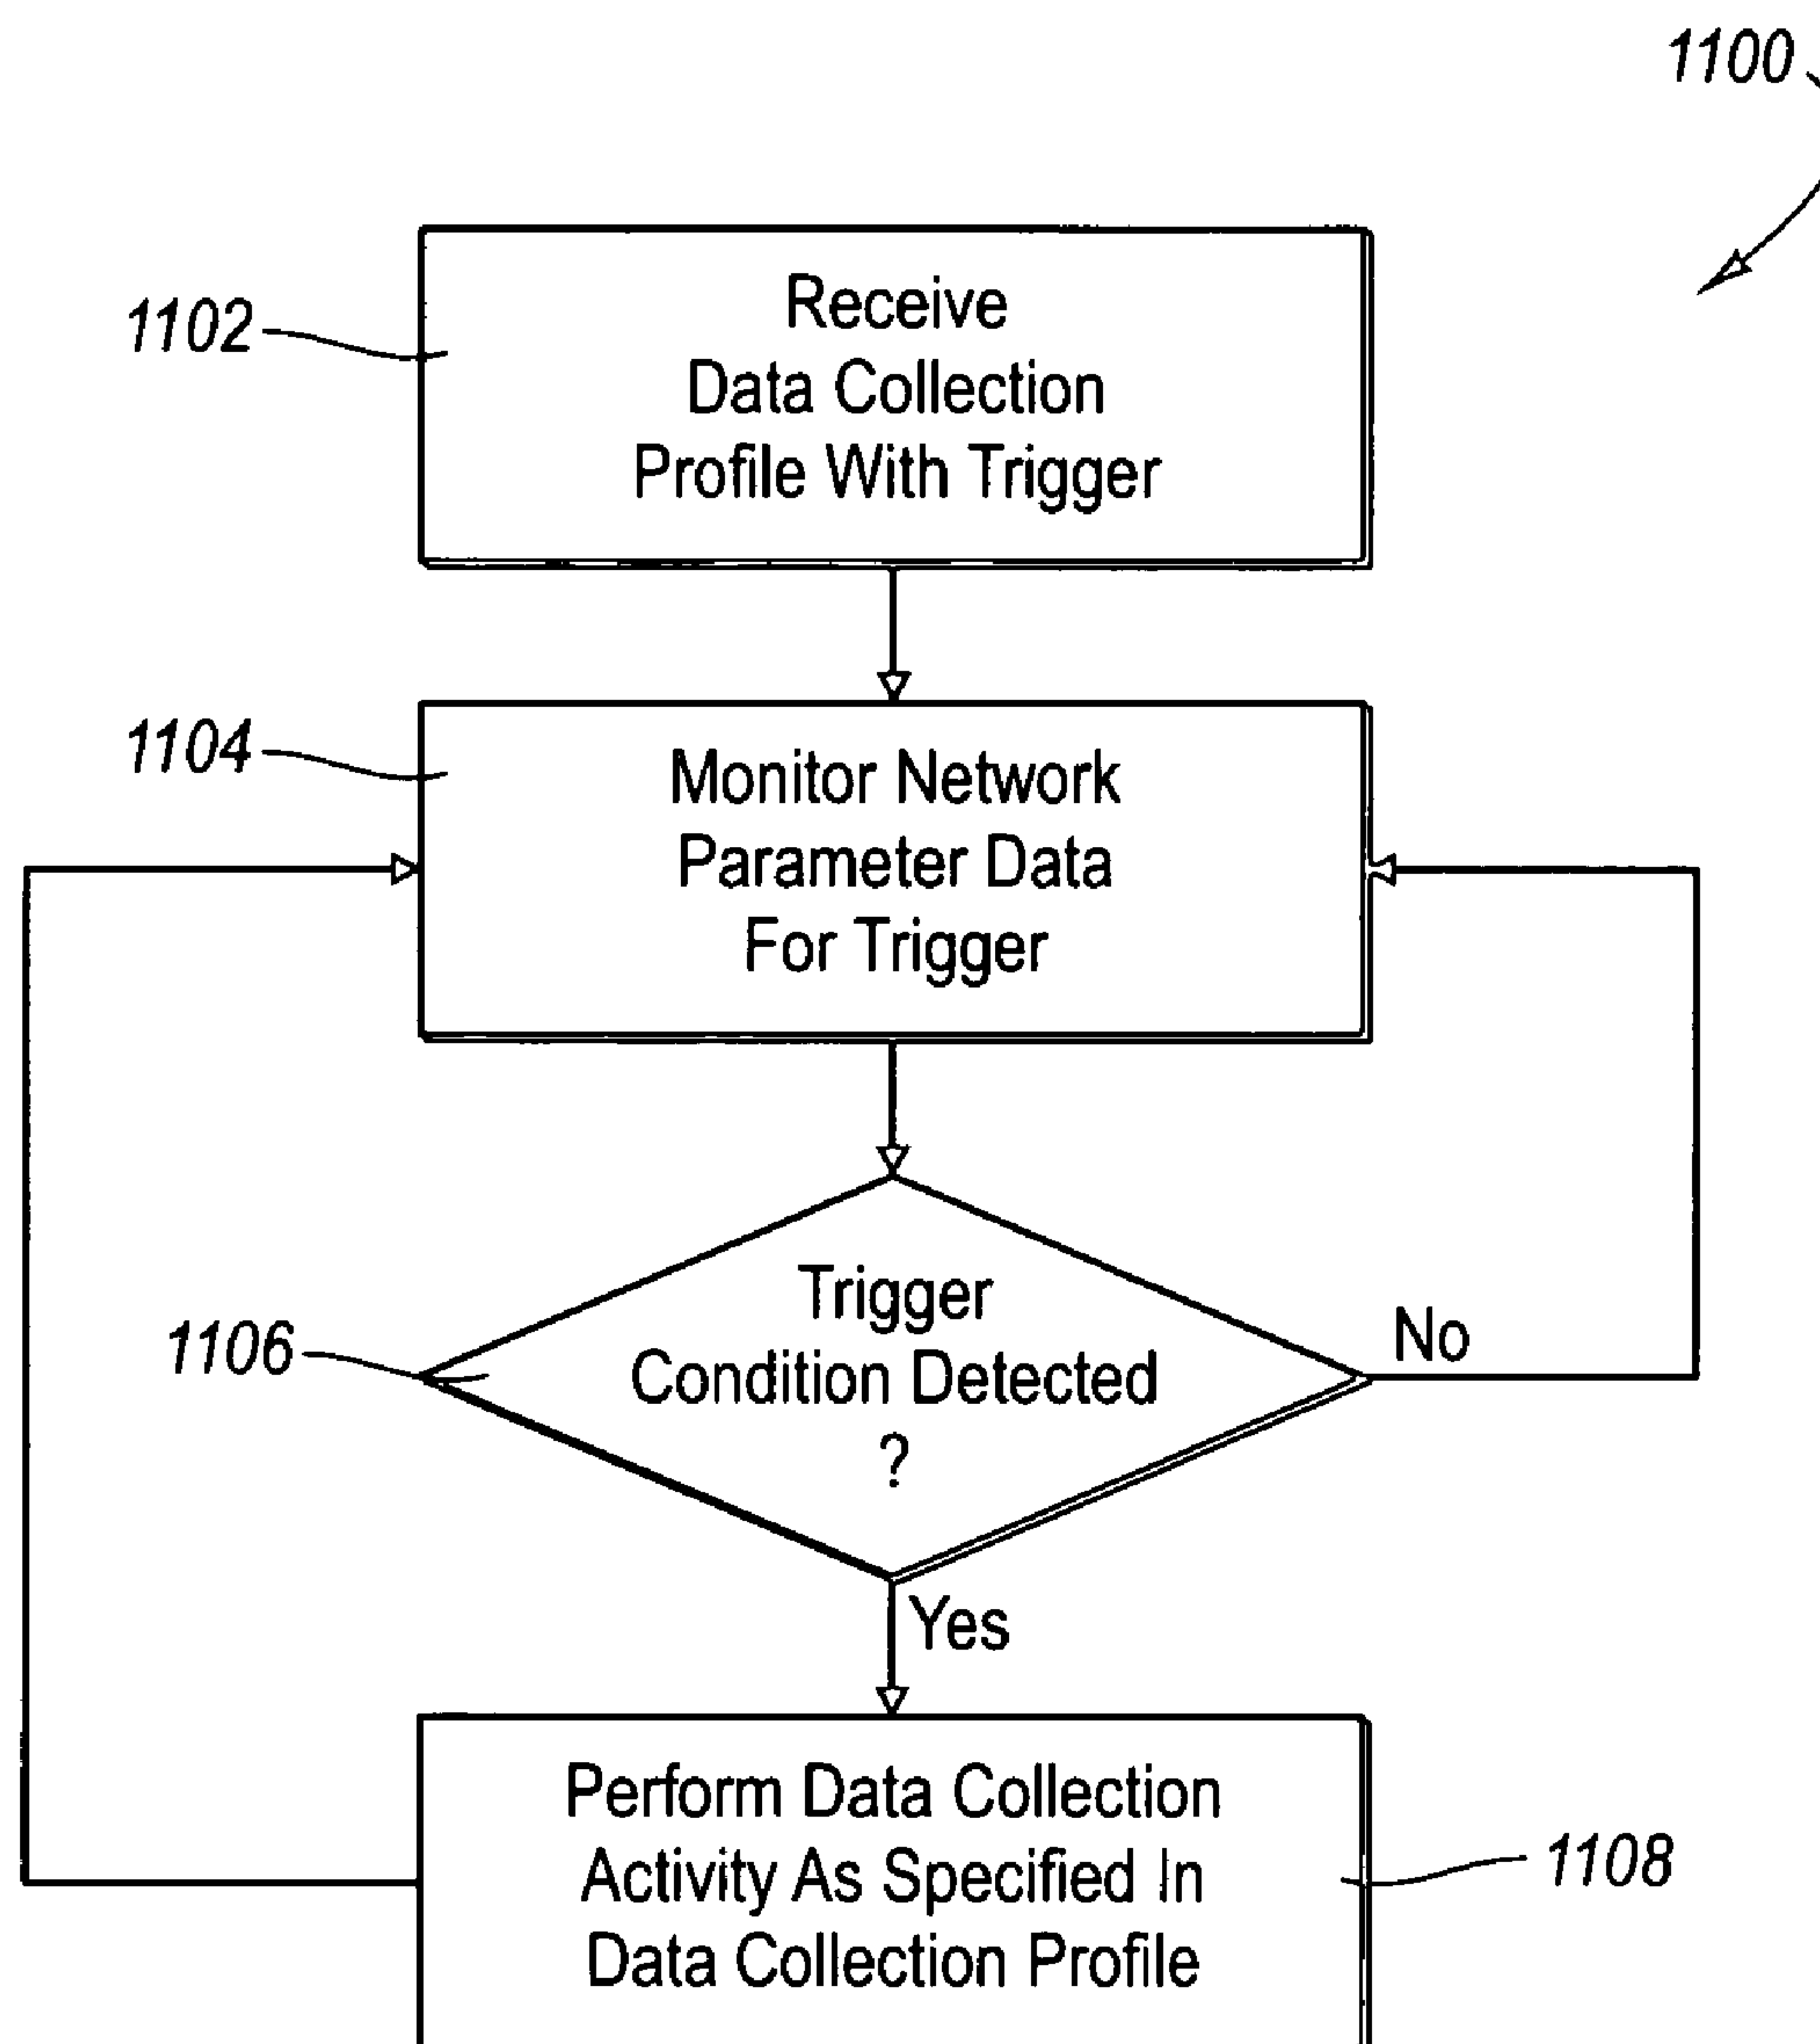 1100
1102
Receive
Data Collection
Profile With Trigger
1104
Monitor Network
Parameter Data
For Trigger
1106
Trigger
Condition Detected
?
No
Yes
Perform Data Collection
Activity As Specified In
Data Collection Profile
1108